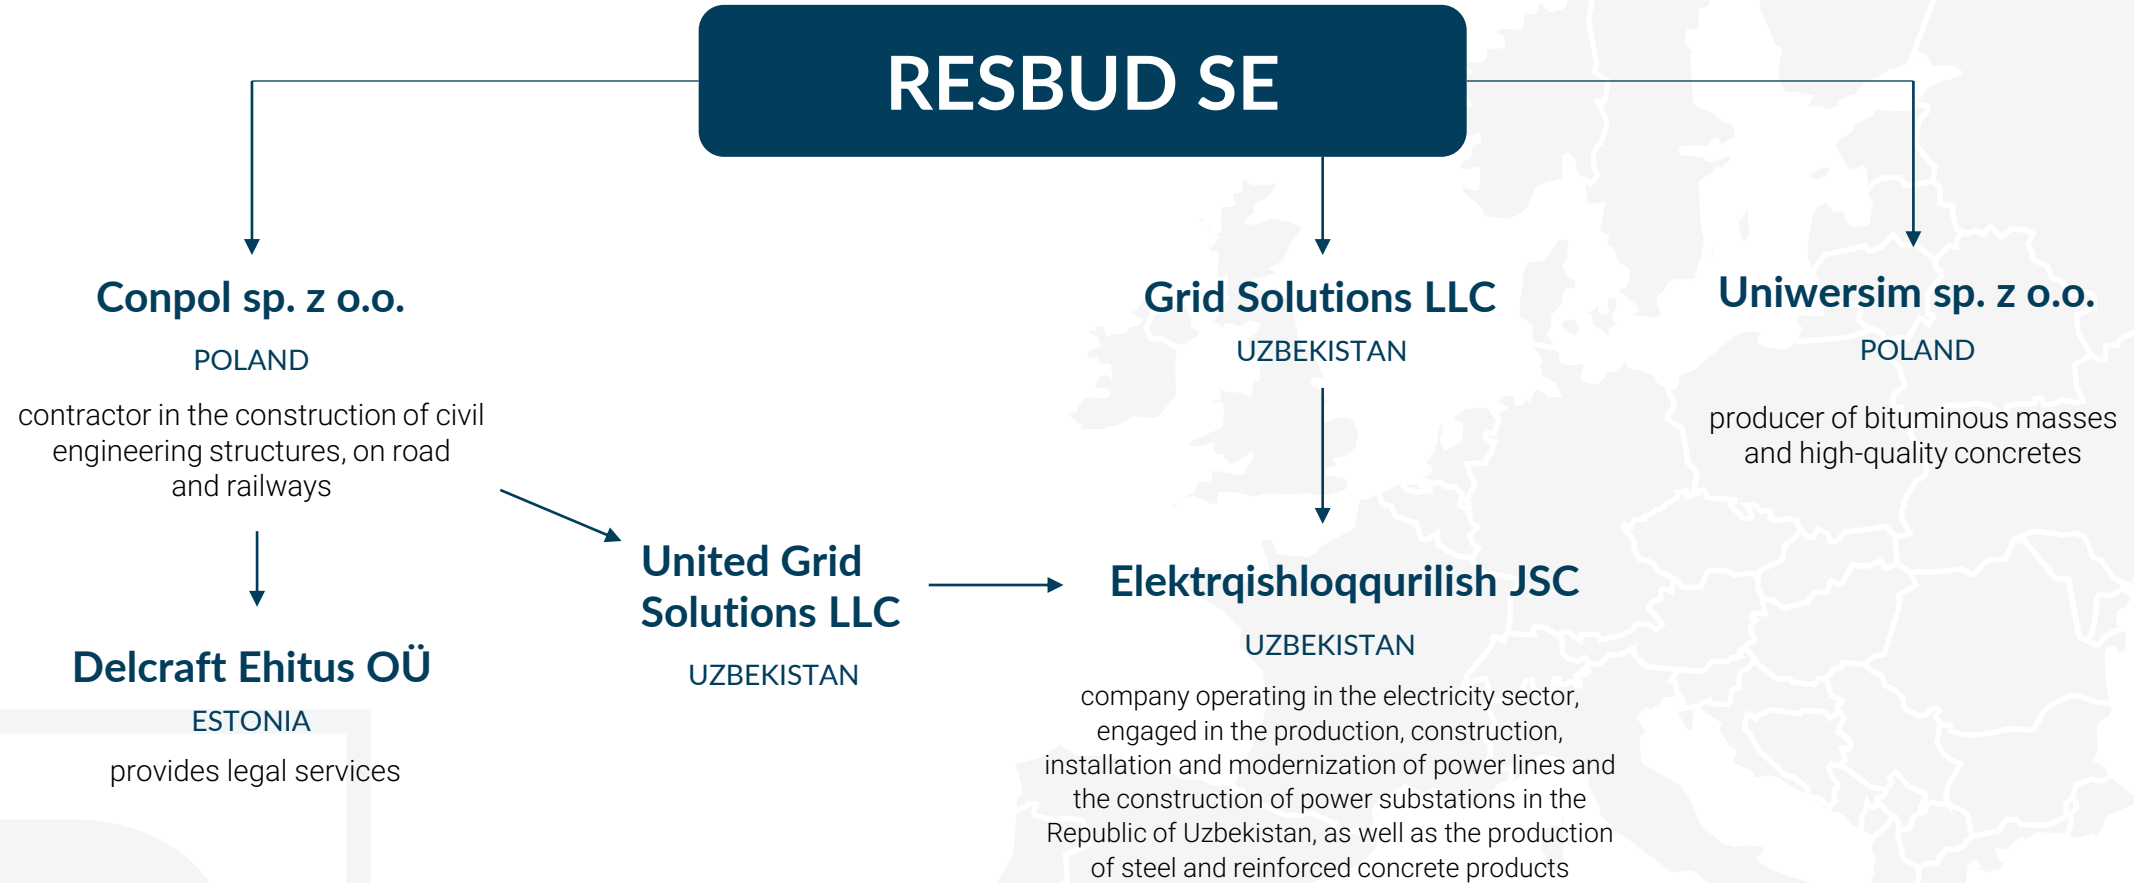 RESBUD SE
Conpol sp. z o.o.
POLAND
contractor in the construction of civil
engineering structures, on road
and railways
Delcraft Ehitus OÜ
ESTONIA
provides legal services
United Grid
Solutions LLC
UZBEKISTAN
Grid Solutions LLC
UZBEKISTAN
Elektrqishloqqurilish JSC
UZBEKISTAN
company operating in the electricity sector,
engaged in the production, construction,
installation and modernization of power lines and
the construction of power substations in the
Republic of Uzbekistan, as well as the production
of steel and reinforced concrete products
Uniwersim sp. z o.o.
POLAND
producer of bituminous masses
and high-quality concretes